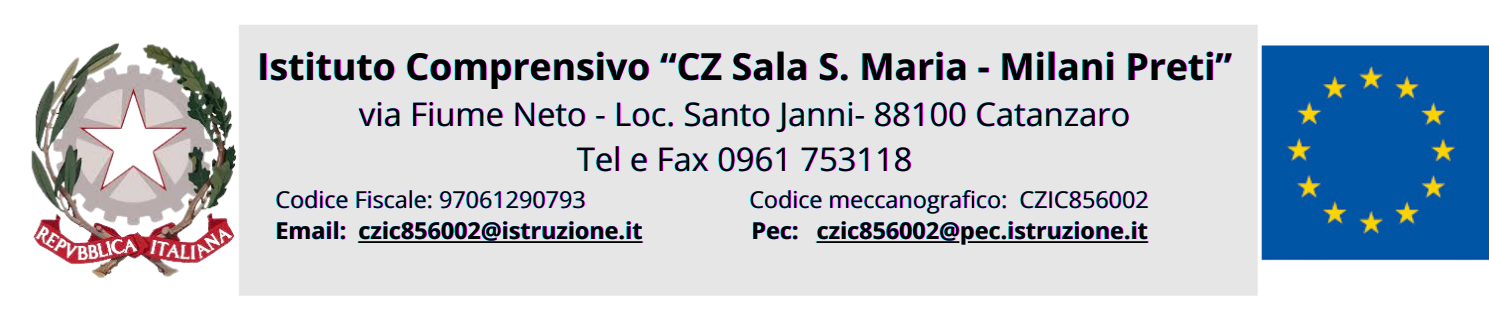 Istituto Comprensivo “CZ Sala S. Maria - Milani Preti”
via Fiume Neto - Loc. Santo Janni- 88100 Catanzaro
Tel e Fax 0961 753118
Codice Fiscale: 97061290793 Codice meccanografico: CZIC856002
Email: czic856002@istruzione.it Pec: czic856002@pec.istruzione.it
REPVBBLICA ITALIANA